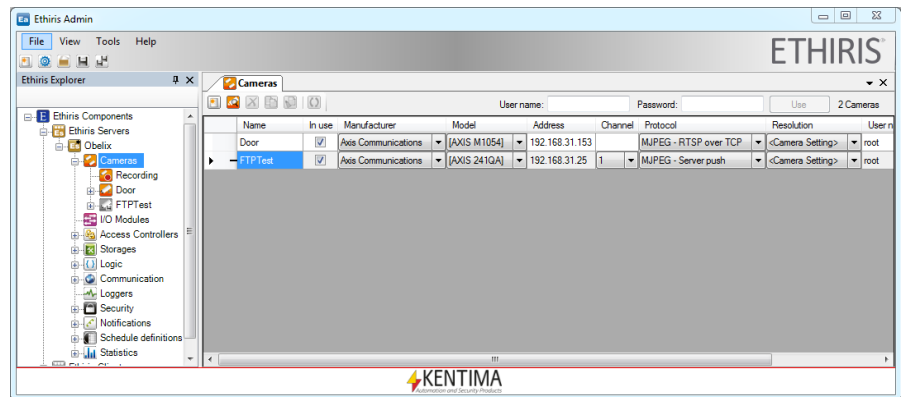 Ea Ethiris Admin
File View Tools Help
ETHIRIS
Ethiris Explorer
Cameras
User name: Password: Use 2 Cameras
Name In use Manufacturer Model Address Channel Protocol Resolution User n
Door Axis Communications [AXIS M1054] 192.168.31.153 MJPEG - RTSP over TCP <Camera Setting> root
FTPTest Axis Communications [AXIS 241QA] 192.168.31.25 1 MJPEG - Server push <Camera Setting> root
E Ethiris Components
Ethiris Servers
Obelix
Cameras
Recording
Door
FTPTest
I/O Modules
Access Controllers
Storages
Logic
Communication
Loggers
Security
Notifications
Schedule definitions
Statistics
KENTIMA
Automation and Security Products